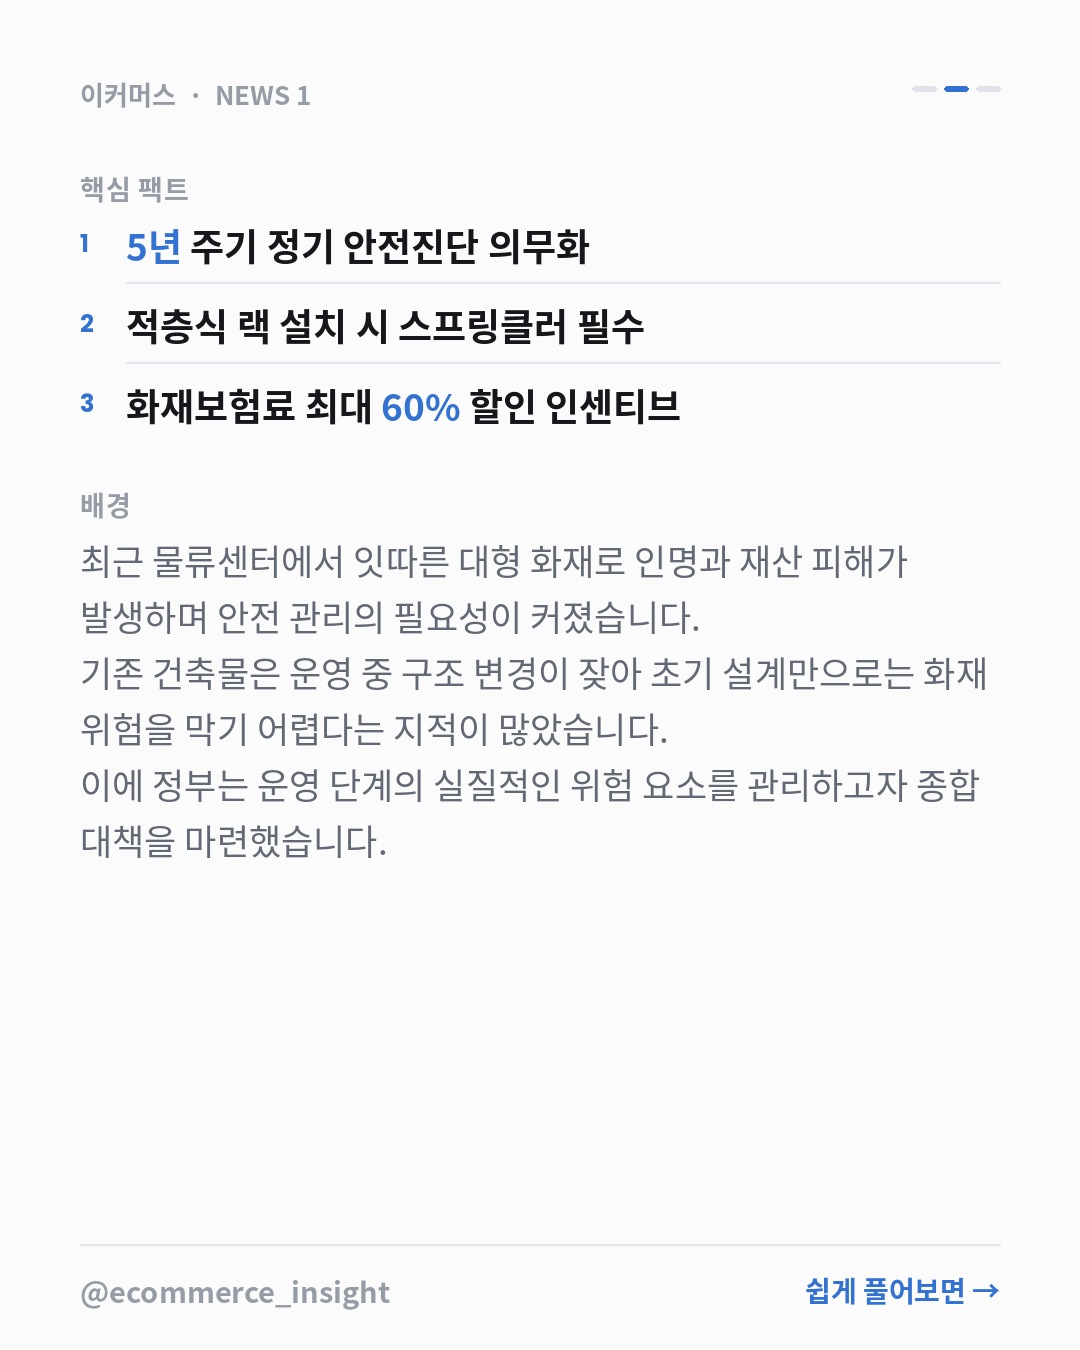 이커머스 · NEWS 1
핵심 팩트
1 5년 주기 정기 안전진단 의무화
2 적층식 랙 설치 시 스프링클러 필수
3 화재보험료 최대 60% 할인 인센티브
배경
최근 물류센터에서 잇따른 대형 화재로 인명과 재산 피해가
발생하며 안전 관리의 필요성이 커졌습니다.
기존 건축물은 운영 중 구조 변경이 잦아 초기 설계만으로는 화재
위험을 막기 어렵다는 지적이 많았습니다.
이에 정부는 운영 단계의 실질적인 위험 요소를 관리하고자 종합
대책을 마련했습니다.
@ecommerce_insight
쉽게 풀어보면 →